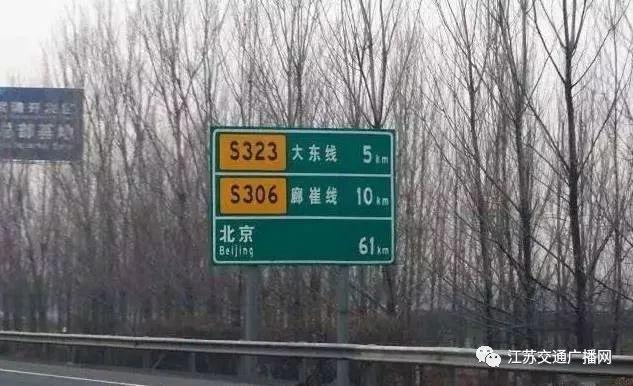 S323 大东线 5km
S306 廊崔线 10km
北京 61km
Beijing
江苏交通广播网